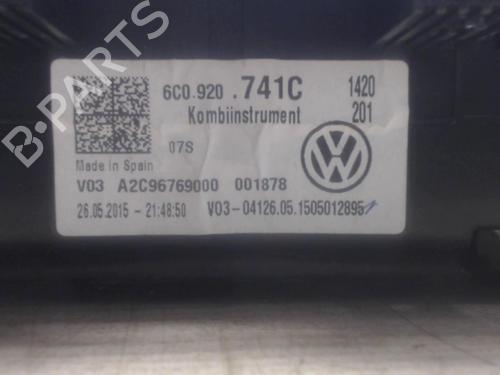 B-PARTS
6C0.920 .741C 1420
Kombiinstrument 201
07S
Made in Spain
V03 A2C96769000 001878
26.05.2015 - 21:48:50 V03-04126.05.1505012895